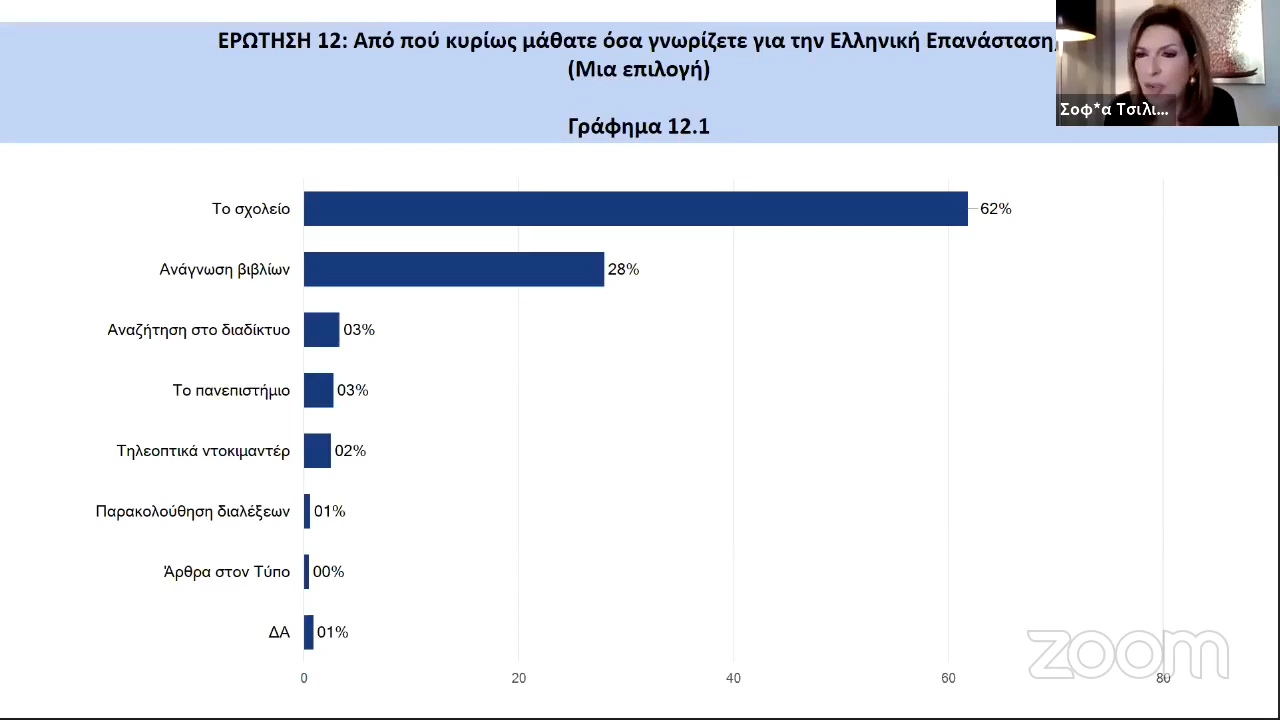 ΕΡΩΤΗΣΗ 12: Από πού κυρίως μάθατε όσα γνωρίζετε για την Ελληνική Επανάσταση;
(Μια επιλογή)
Γράφημα 12.1
Σοφ*α Τσιλι...
Το σχολείο 62%
Ανάγνωση βιβλίων 28%
Αναζήτηση στο διαδίκτυο 03%
Το πανεπιστήμιο 03%
Τηλεοπτικά ντοκιμαντέρ 02%
Παρακολούθηση διαλέξεων 01%
Άρθρα στον Τύπο 00%
ΔΑ 01%
0 20 40 60 80
zoom